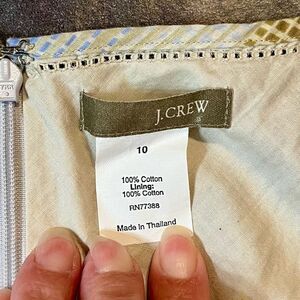 J.CREW
10
100% Cotton
Lining:
100% Cotton
RN77388
Made in Thailand